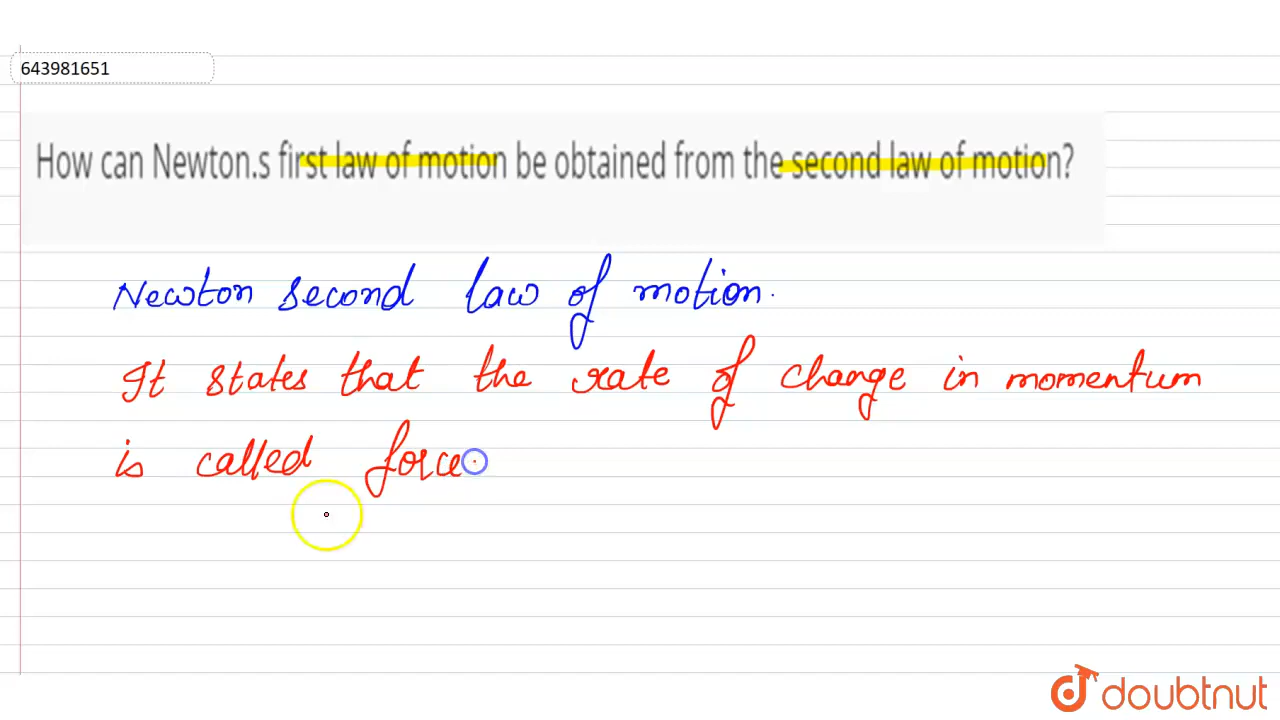 643981651
How can Newton.s first law of motion be obtained from the second law of motion?
Newton second law of motion.
It states that the rate of change in momentum
is called force
doubtnut